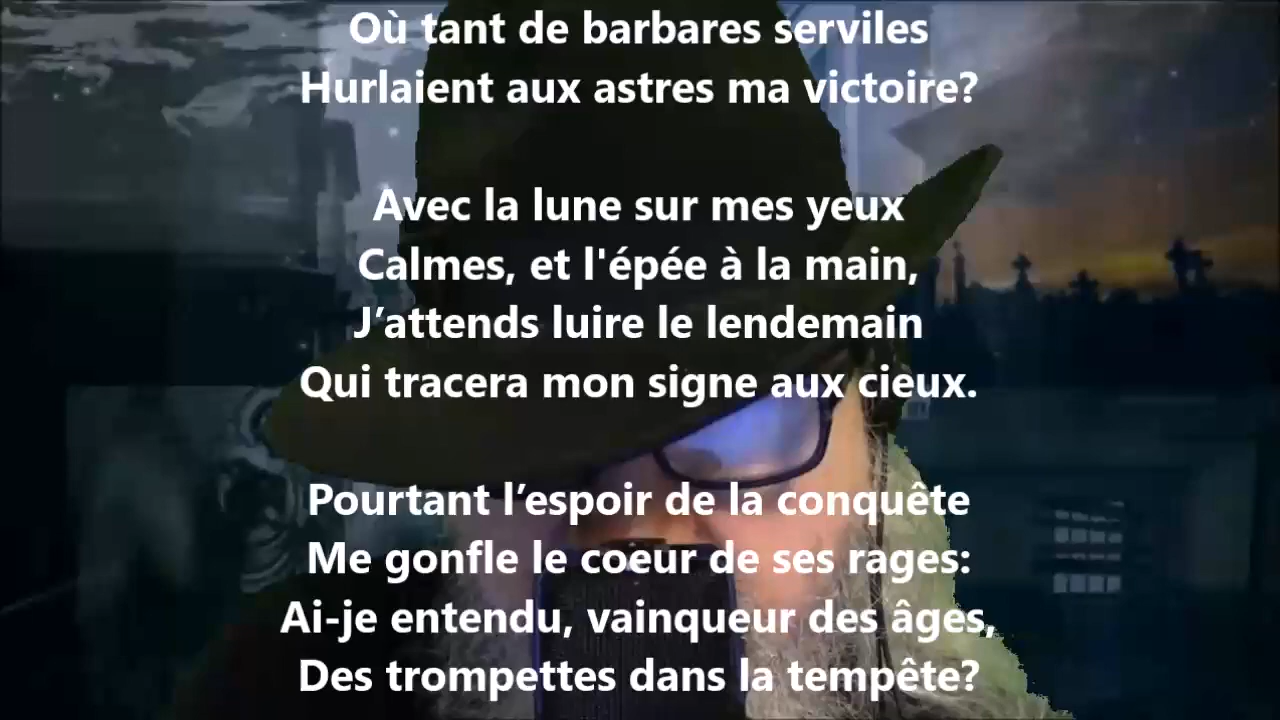 Où tant de barbares serviles
Hurlaient aux astres ma victoire?
Avec la lune sur mes yeux
Calmes, et l'épée à la main,
J’attends luire le lendemain
Qui tracera mon signe aux cieux.
Pourtant l’espoir de la conquête
Me gonfle le coeur de ses rages:
Ai-je entendu, vainqueur des âges,
Des trompettes dans la tempête?